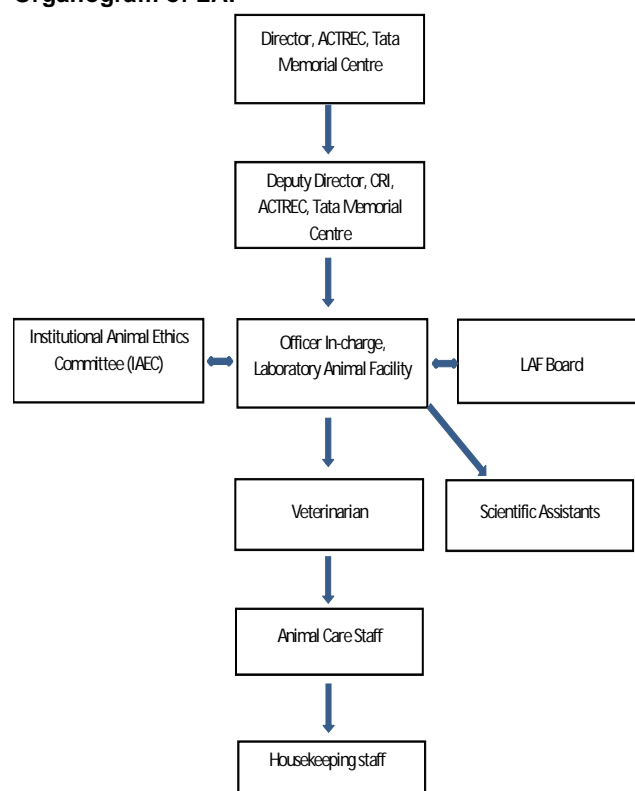 Organogram of LAF
Director, ACTREC, Tata
Memorial Centre
Deputy Director, CRI,
ACTREC, Tata Memorial
Centre
Institutional Animal Ethics
Committee (IAEC)
Officer In-charge,
Laboratory Animal Facility
LAF Board
Veterinarian
Scientific Assistants
Animal Care Staff
Housekeeping staff